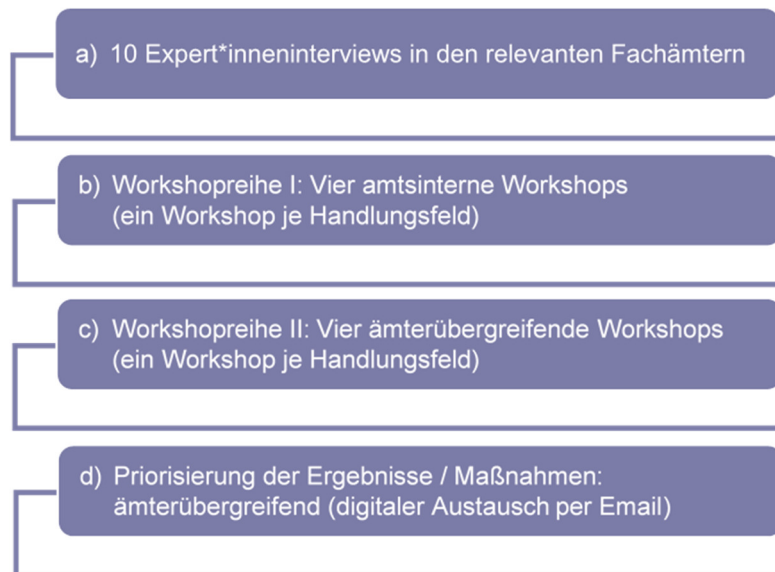 a) 10 Expert*inneninterviews in den relevanten Fachämtern
b) Workshopreihe I: Vier amtsinterne Workshops
(ein Workshop je Handlungsfeld)
c) Workshopreihe II: Vier ämterübergreifende Workshops
(ein Workshop je Handlungsfeld)
d) Priorisierung der Ergebnisse / Maßnahmen:
ämterübergreifend (digitaler Austausch per Email)